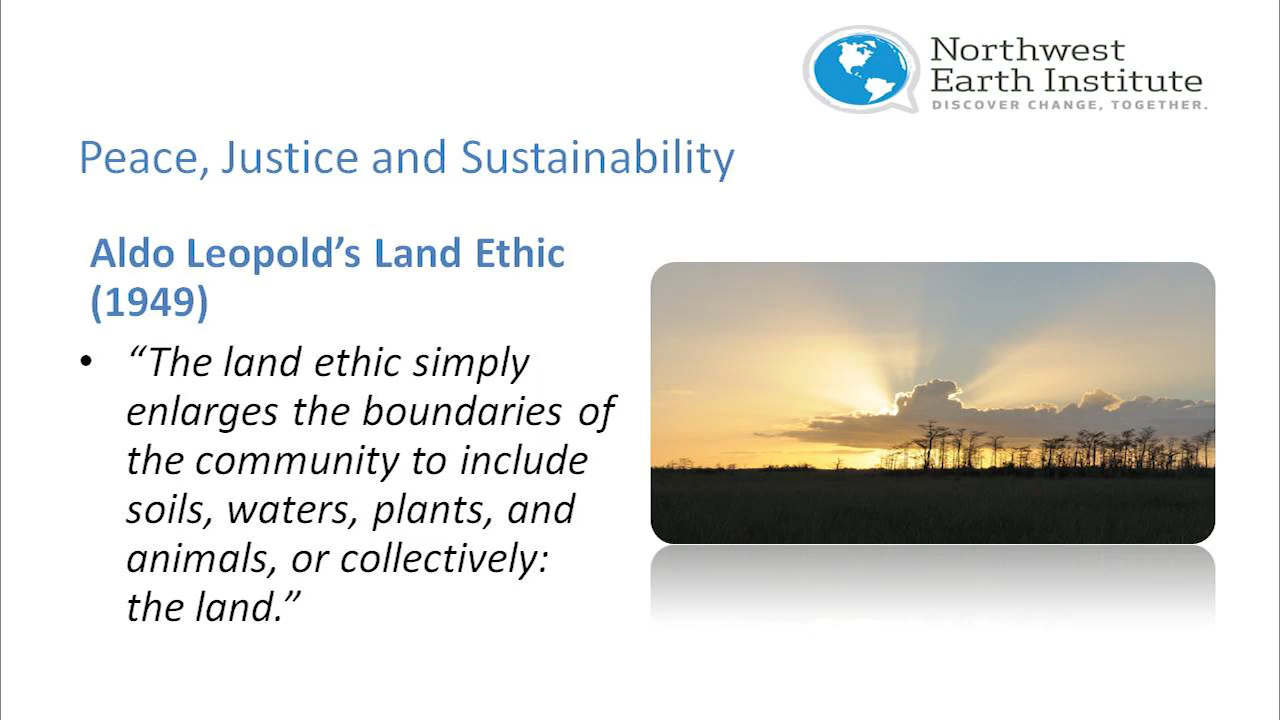 Northwest
Earth Institute
DISCOVER CHANGE, TOGETHER.
Peace, Justice and Sustainability
Aldo Leopold’s Land Ethic
(1949)
• “The land ethic simply
enlarges the boundaries of
the community to include
soils, waters, plants, and
animals, or collectively:
the land.”